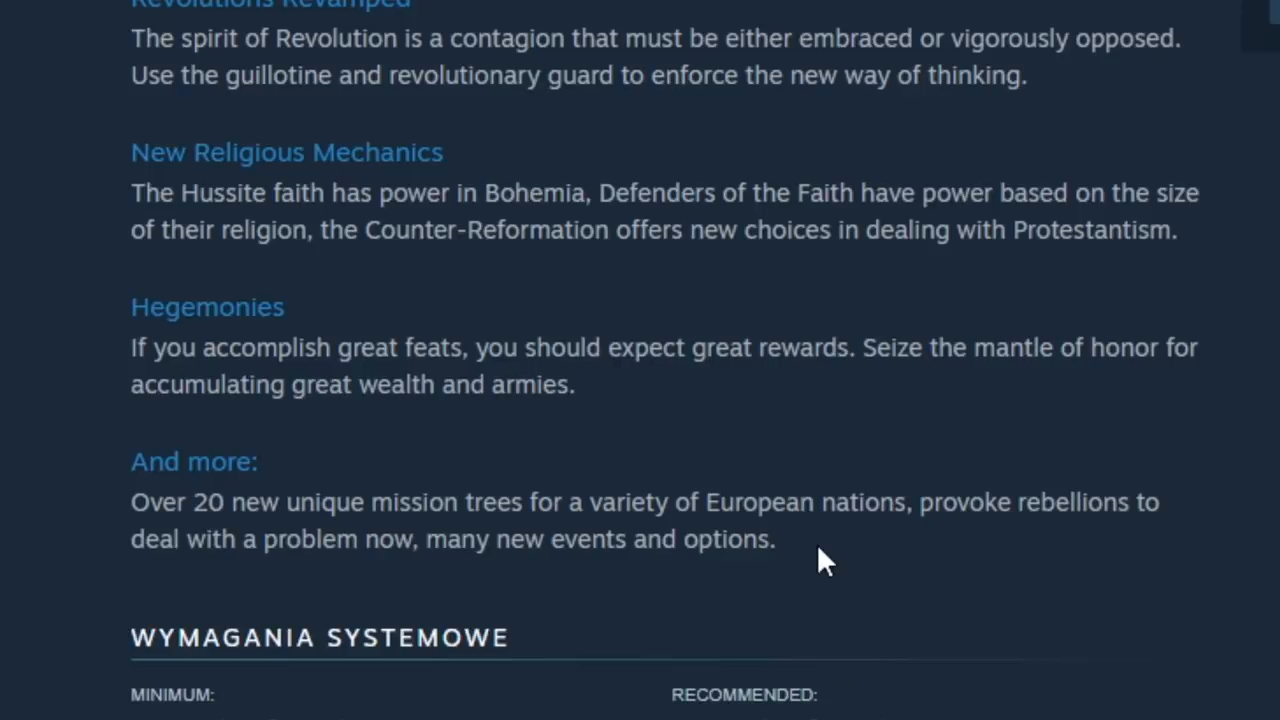 Revolutions Revamped
The spirit of Revolution is a contagion that must be either embraced or vigorously opposed.
Use the guillotine and revolutionary guard to enforce the new way of thinking.
New Religious Mechanics
The Hussite faith has power in Bohemia, Defenders of the Faith have power based on the size
of their religion, the Counter-Reformation offers new choices in dealing with Protestantism.
Hegemonies
If you accomplish great feats, you should expect great rewards. Seize the mantle of honor for
accumulating great wealth and armies.
And more:
Over 20 new unique mission trees for a variety of European nations, provoke rebellions to
deal with a problem now, many new events and options.
WYMAGANIA SYSTEMOWE
MINIMUM:
RECOMMENDED: